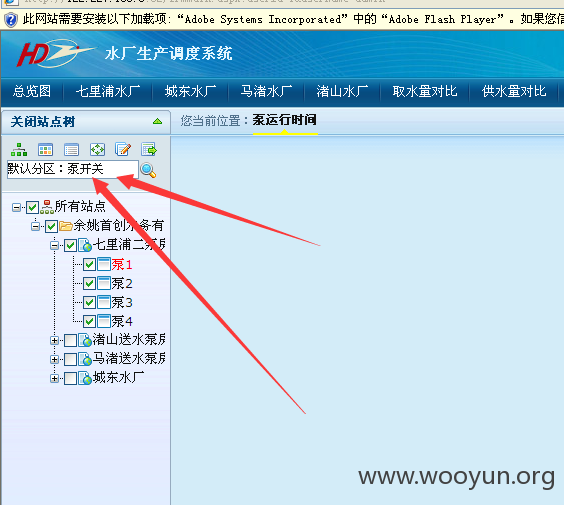 此网站需要安装以下加载项:“Adobe Systems Incorporated”中的“Adobe Flash Player”。如果您信
HD 水厂生产调度系统
总览图 七里浦水厂 城东水厂 马渚水厂 渚山水厂 取水量对比 供水量对比
关闭站点树 您当前位置：泵运行时间
默认分区：泵开关
所有站点
余姚首创水务有
七里浦二泵房
泵1
泵2
泵3
泵4
渚山送水泵房
马渚送水泵房
城东水厂
www.wooyun.org